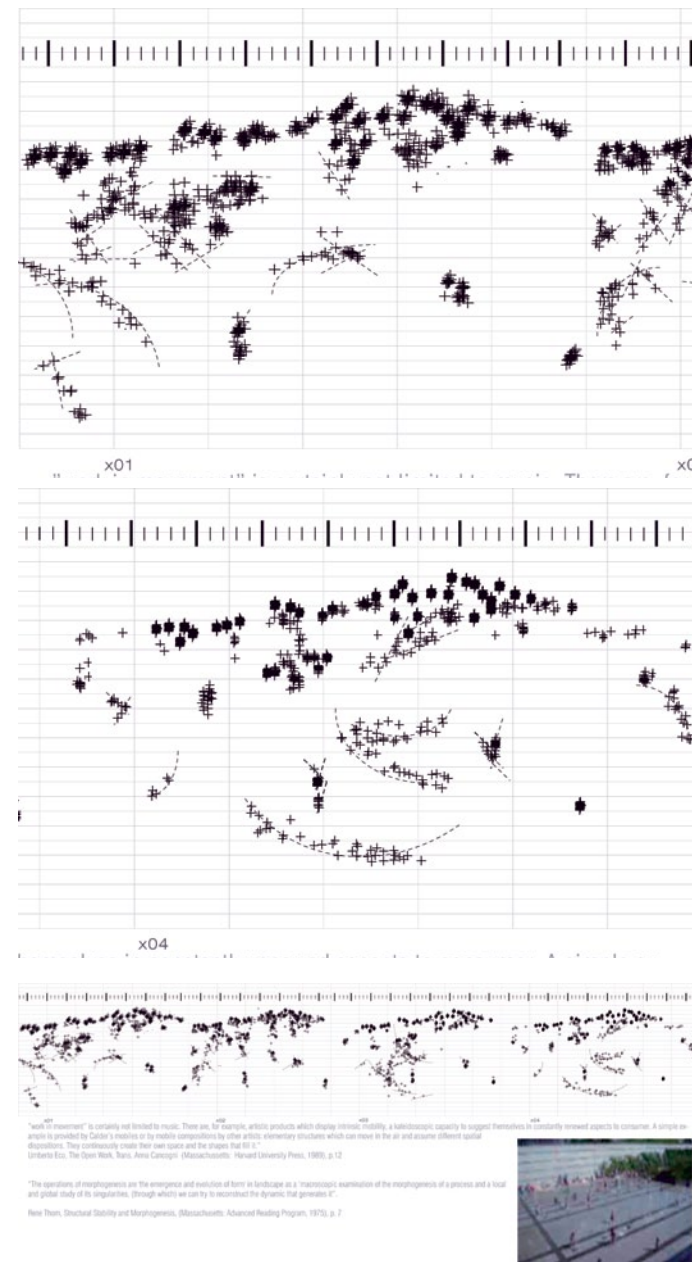 x01
x04
x01
x02
x03
x04
"work in movement" is certainly not limited to music. There are, for example, artistic products which display intrinsic mobility, a kaleidoscopic capacity to suggest themselves in constantly renewed aspects to consumer. A simple ex-
ample is provided by Calder's mobiles or by mobile compositions by other artists: elementary structures which can move in the air and assume different spatial
dispositions. They continuously create their own space and the shapes that fill it."
Umberto Eco, The Open Work, Trans. Anna Cancogni (Massachusetts: Harvard University Press, 1989), p.12
"The operations of morphogenesis are the emergence and evolution of form in landscape as a "macroscopic examination of the morphogenesis of a process and a local
and global study of its singularities, (through which) we can try to reconstruct the dynamic that generates it".
Rene Thom, Structural Stability and Morphogenesis, (Massachusetts: Advanced Reading Program, 1975), p. 7